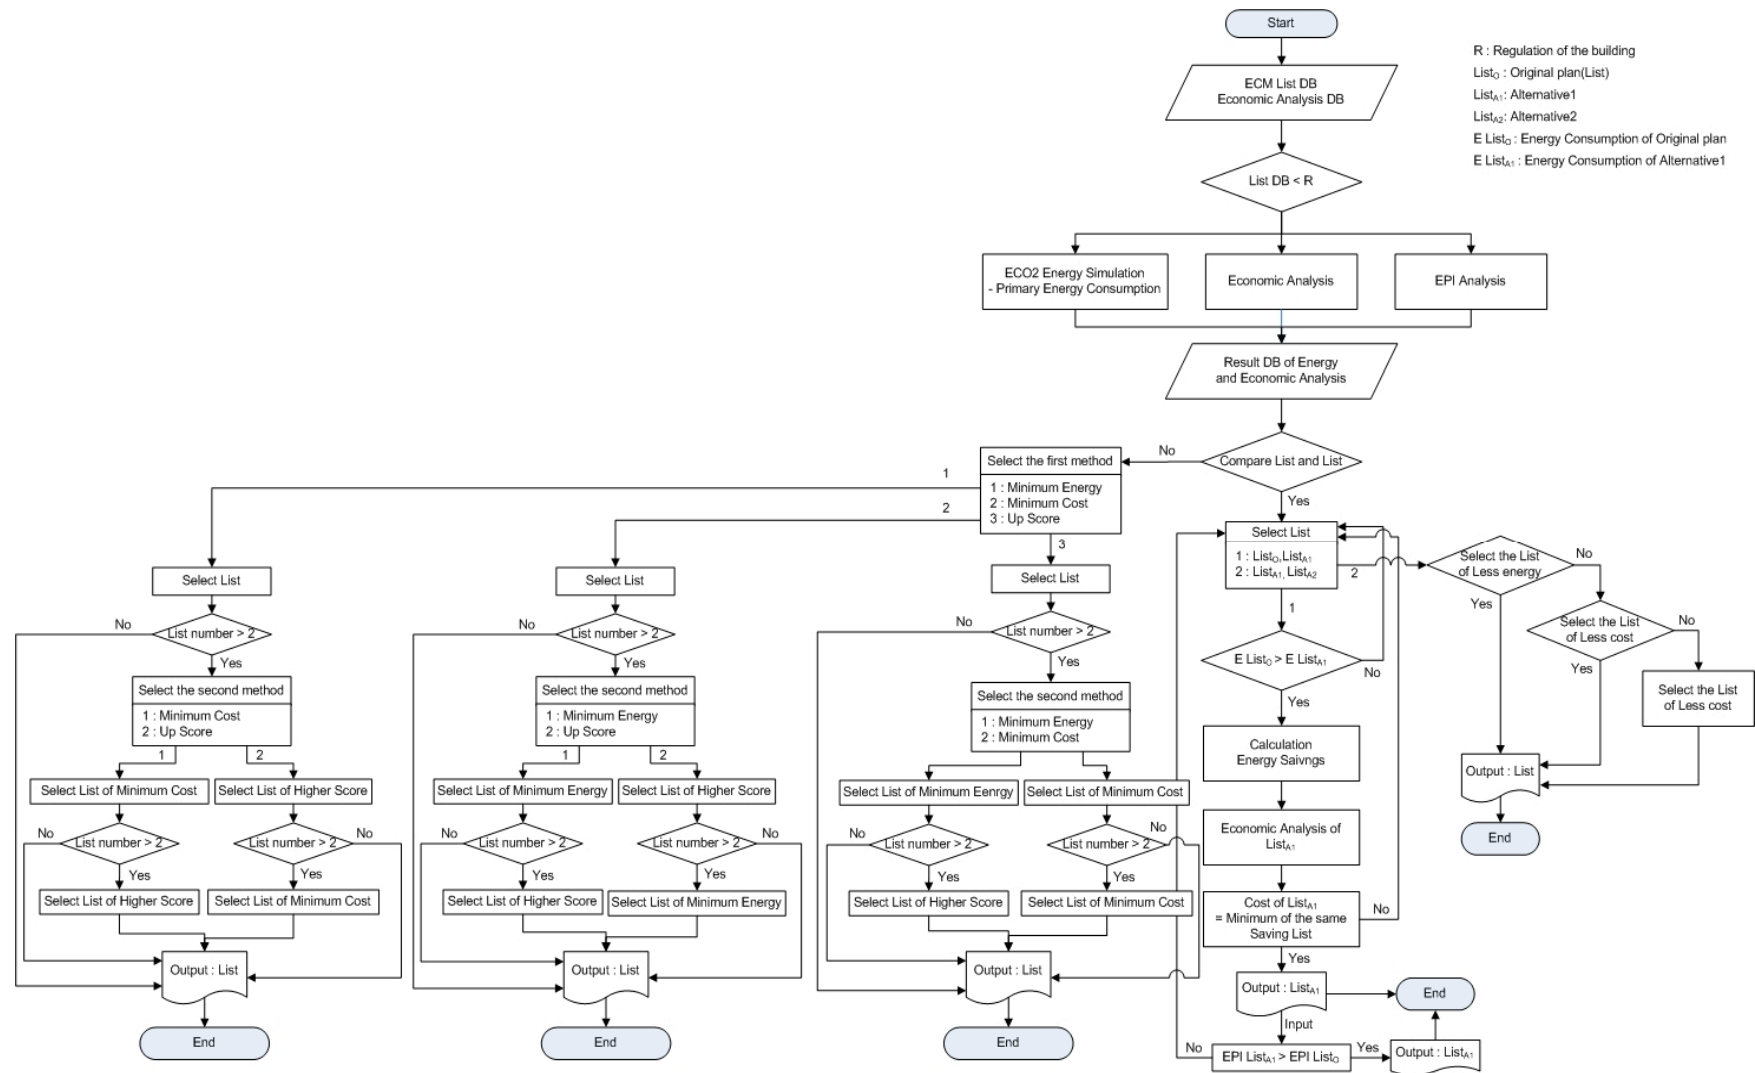 Start
R : Regulation of the building
ListO : Original plan(List)
ListA1: Alternative1
ListA2: Alternative2
E ListO : Energy Consumption of Original plan
E ListA1 : Energy Consumption of Alternative1
ECM List DB
Economic Analysis DB
List DB < R
ECO2 Energy Simulation
- Primary Energy Consumption
Economic Analysis
EPI Analysis
Result DB of Energy
and Economic Analysis
Compare List and List
No
Yes
Select the first method
1 : Minimum Energy
2 : Minimum Cost
3 : Up Score
1
2
3
Select List
List number > 2
No
Yes
Select the second method
1 : Minimum Cost
2 : Up Score
1
2
Select List of Minimum Cost
Select List of Higher Score
No
List number > 2
List number > 2
No
Yes
Yes
Select List of Higher Score
Select List of Minimum Cost
Output : List
End
Select List
List number > 2
No
Yes
Select the second method
1 : Minimum Energy
2 : Up Score
1
2
Select List of Minimum Energy
Select List of Higher Score
No
List number > 2
List number > 2
No
Yes
Yes
Select List of Higher Score
Select List of Minimum Energy
Output : List
End
Select List
List number > 2
No
Yes
Select the second method
1 : Minimum Energy
2 : Minimum Cost
Select List of Minimum Eenrgy
Select List of Minimum Cost
No
List number > 2
List number > 2
No
Yes
Yes
Select List of Higher Score
Select List of Minimum Cost
Output : List
End
Select List
1 : ListO,ListA1
2 : ListA1, ListA2
1
2
E ListO > E ListA1
No
Yes
Calculation
Energy Saivngs
Economic Analysis of
ListA1
Cost of ListA1
= Minimum of the same
Saving List
No
Yes
Output : ListA1
End
Input
EPI ListA1 > EPI ListO
No
Yes
Output : ListA1
Select the List
of Less energy
No
Yes
Select the List
of Less cost
No
Yes
Select the List
of Less cost
Output : List
End